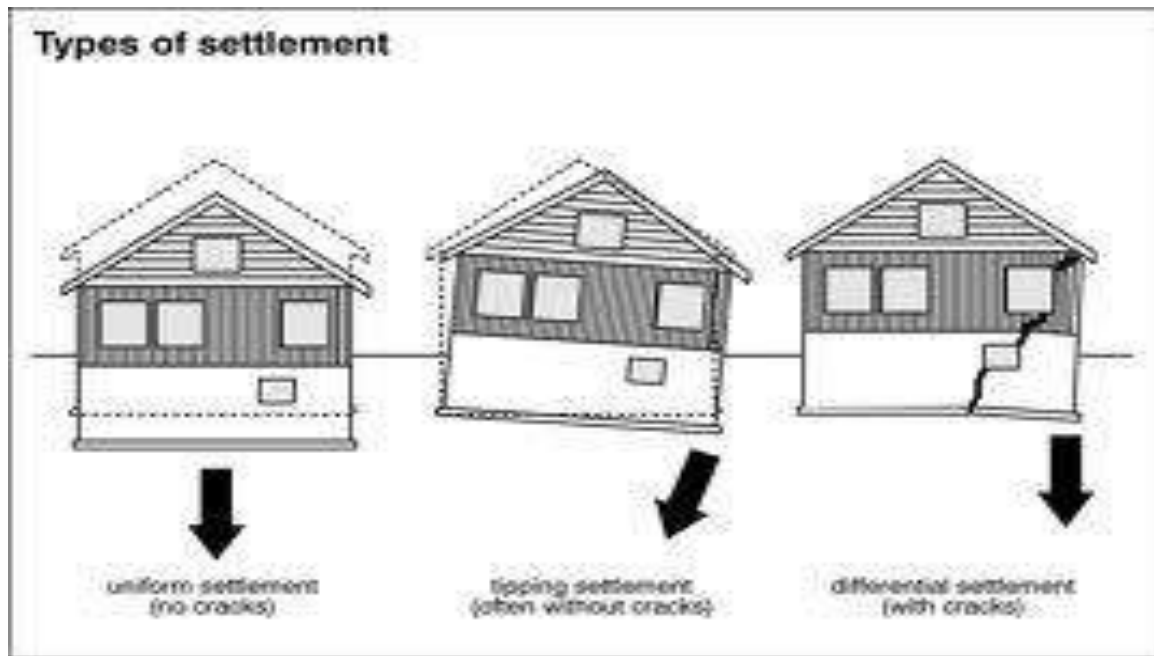 Types of settlement
uniform settlement
(no cracks)
tipping settlement
(often without cracks)
differential settlement
(with cracks)